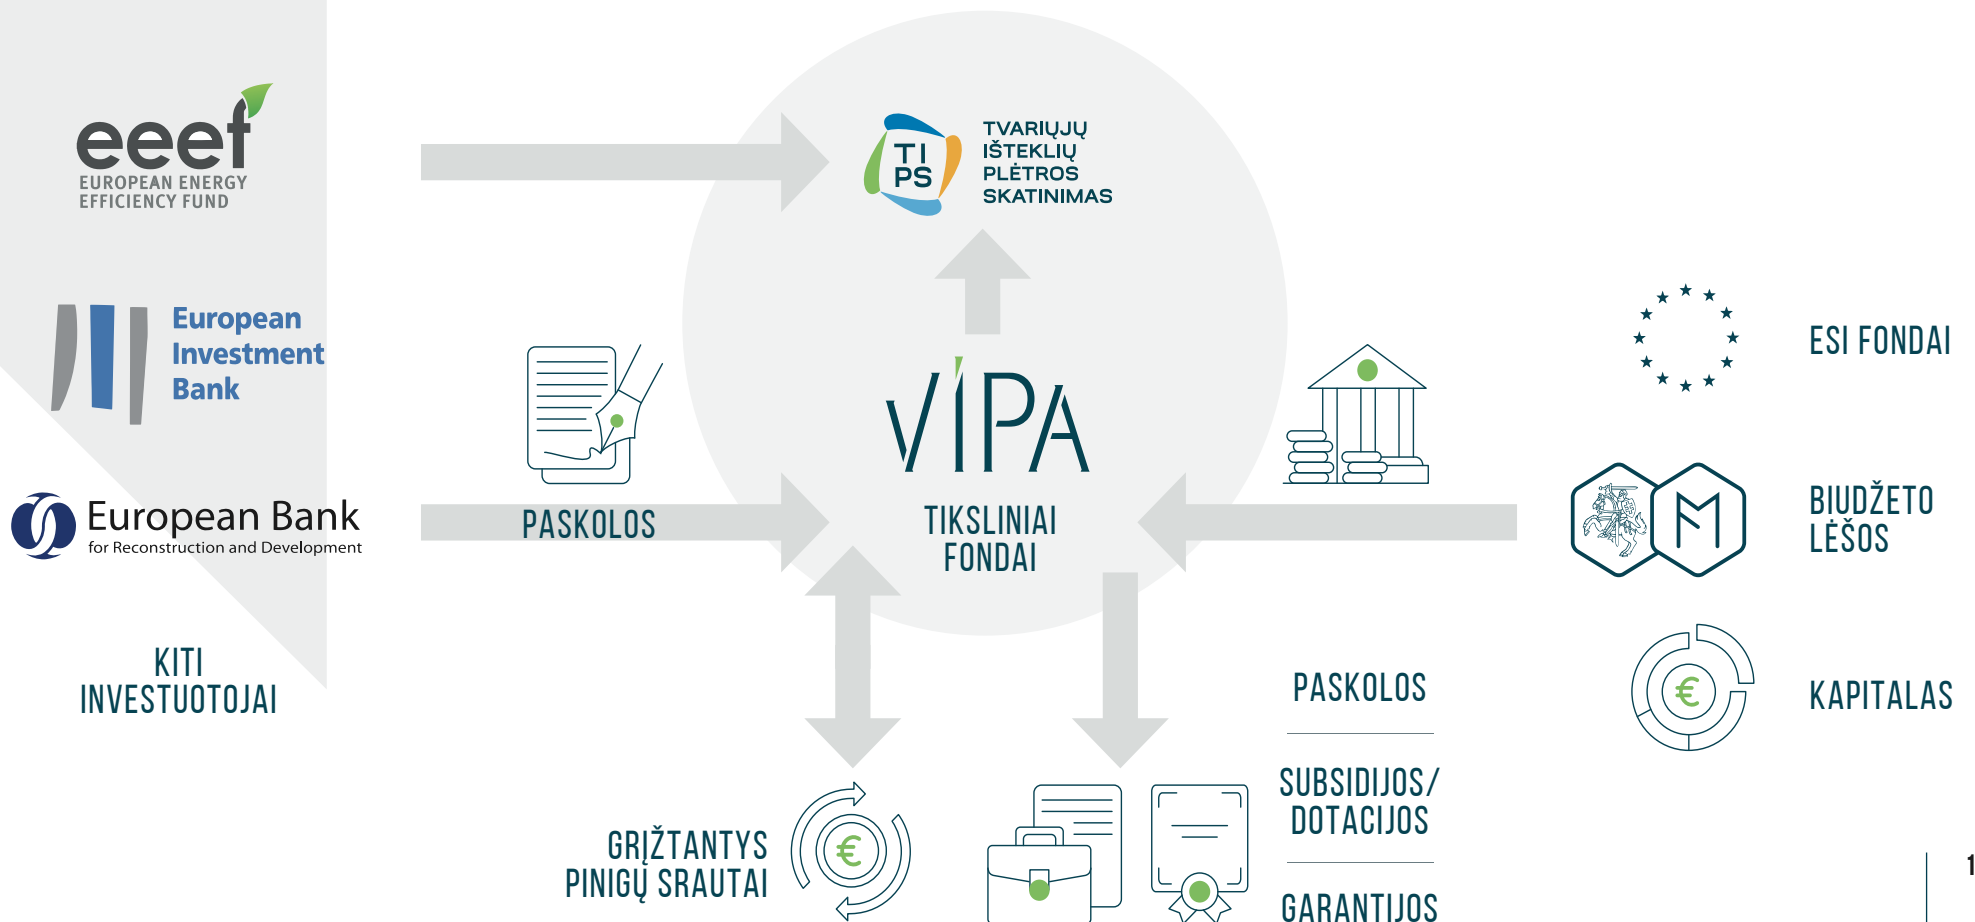 eeef
EUROPEAN ENERGY
EFFICIENCY FUND
European
Investment
Bank
European Bank
for Reconstruction and Development
KITI
INVESTUOTOJAI
PASKOLOS
TI
PS
TVARIŲJŲ
IŠTEKLIŲ
PLĖTROS
SKATINIMAS
VIPA
TIKSLINIAI
FONDAI
ESI FONDAI
BIUDŽETO
LĖŠOS
€
KAPITALAS
GRĮŽTANTYS
PINIGŲ SRAUTAI
€
PASKOLOS
SUBSIDIJOS/
DOTACIJOS
GARANTIJOS
1